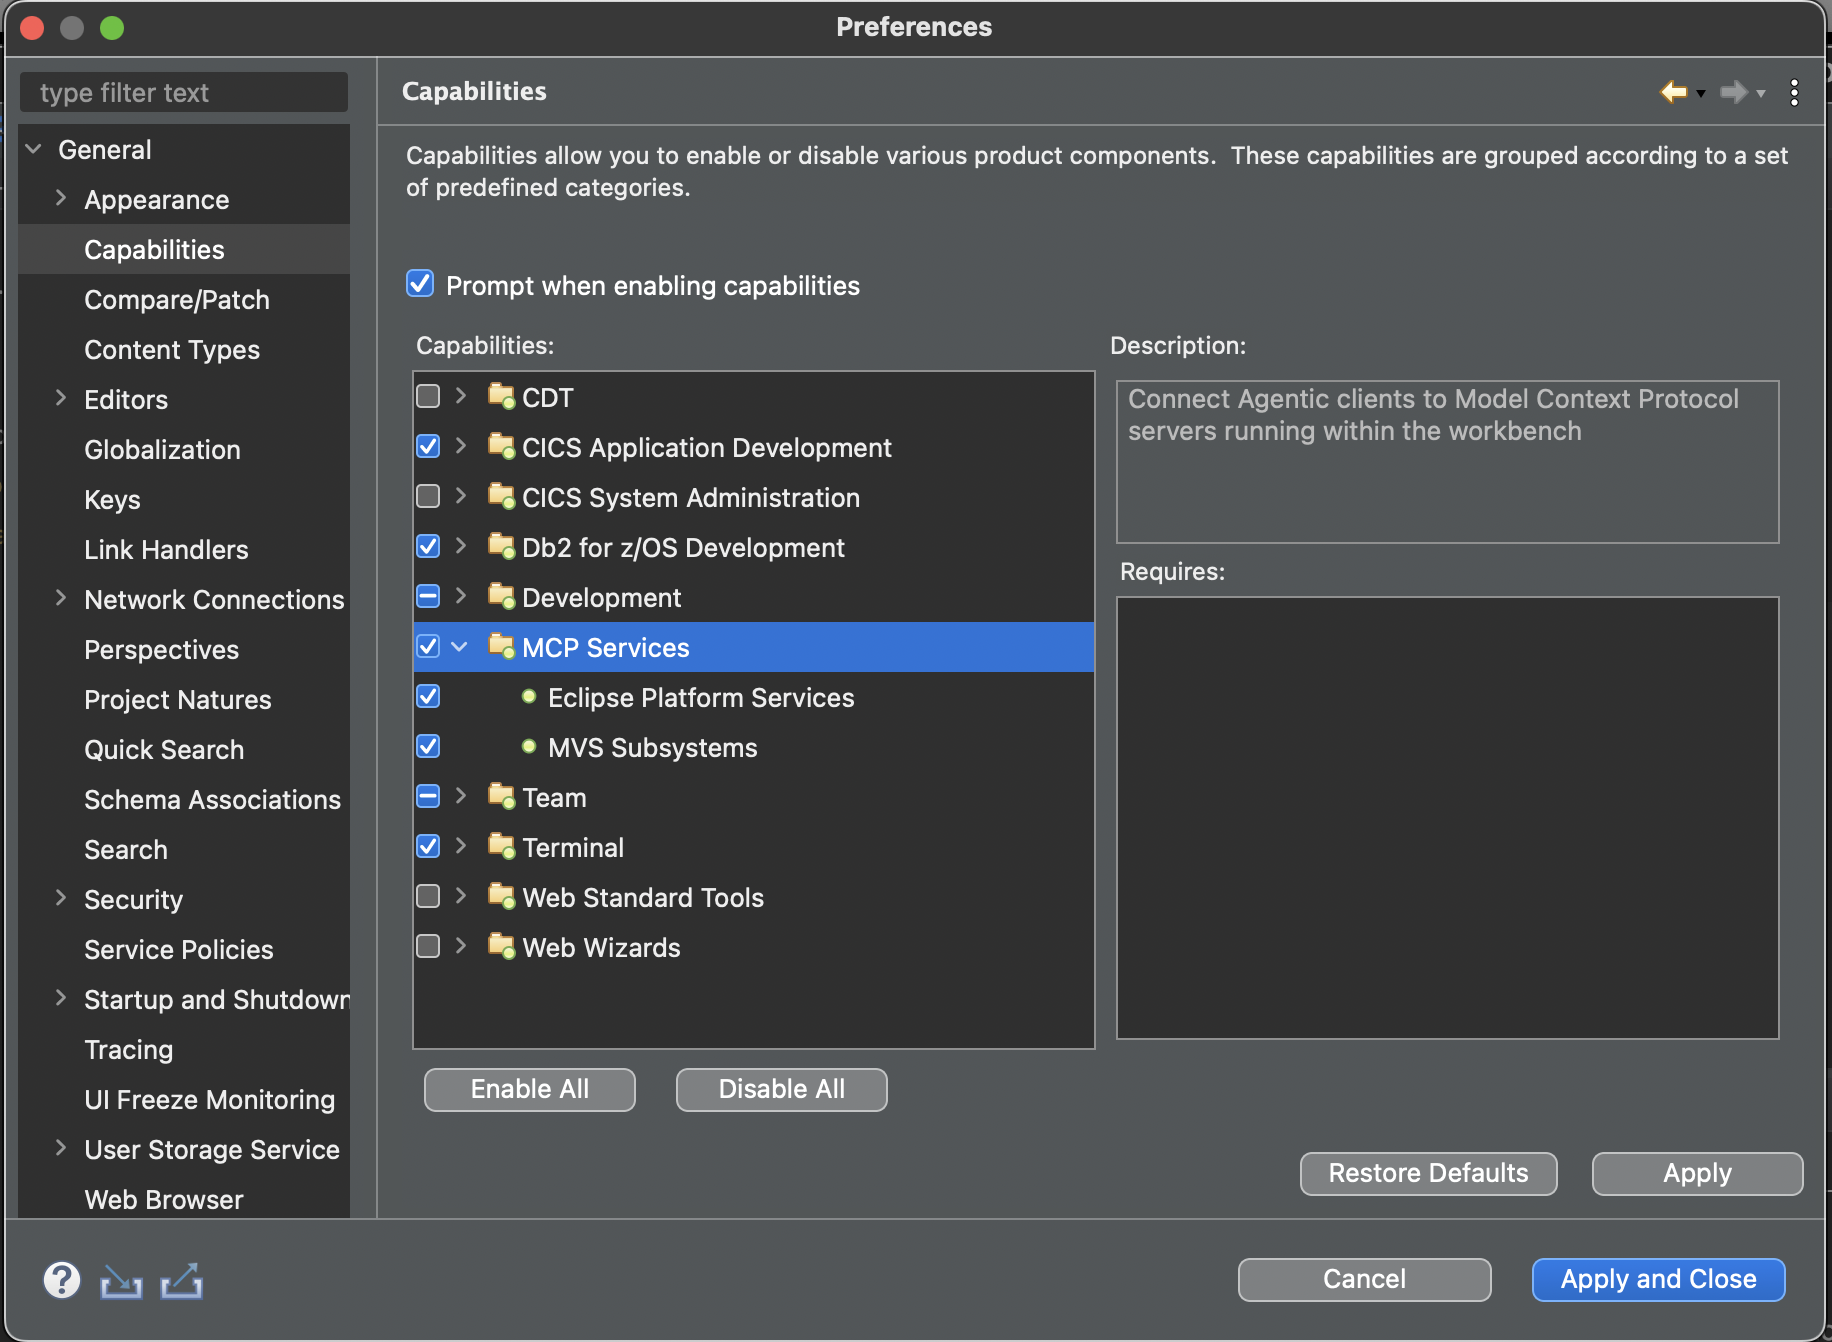 Preferences
type filter text
General
Appearance
Capabilities
Compare/Patch
Content Types
Editors
Globalization
Keys
Link Handlers
Network Connections
Perspectives
Project Natures
Quick Search
Schema Associations
Search
Security
Service Policies
Startup and Shutdown
Tracing
UI Freeze Monitoring
User Storage Service
Web Browser
Capabilities
Capabilities allow you to enable or disable various product components.  These capabilities are grouped according to a set
of predefined categories.
Prompt when enabling capabilities
Capabilities:
CDT
CICS Application Development
CICS System Administration
Db2 for z/OS Development
Development
MCP Services
Eclipse Platform Services
MVS Subsystems
Team
Terminal
Web Standard Tools
Web Wizards
Description:
Connect Agentic clients to Model Context Protocol
servers running within the workbench
Requires:
Enable All
Disable All
Restore Defaults
Apply
?
Cancel
Apply and Close